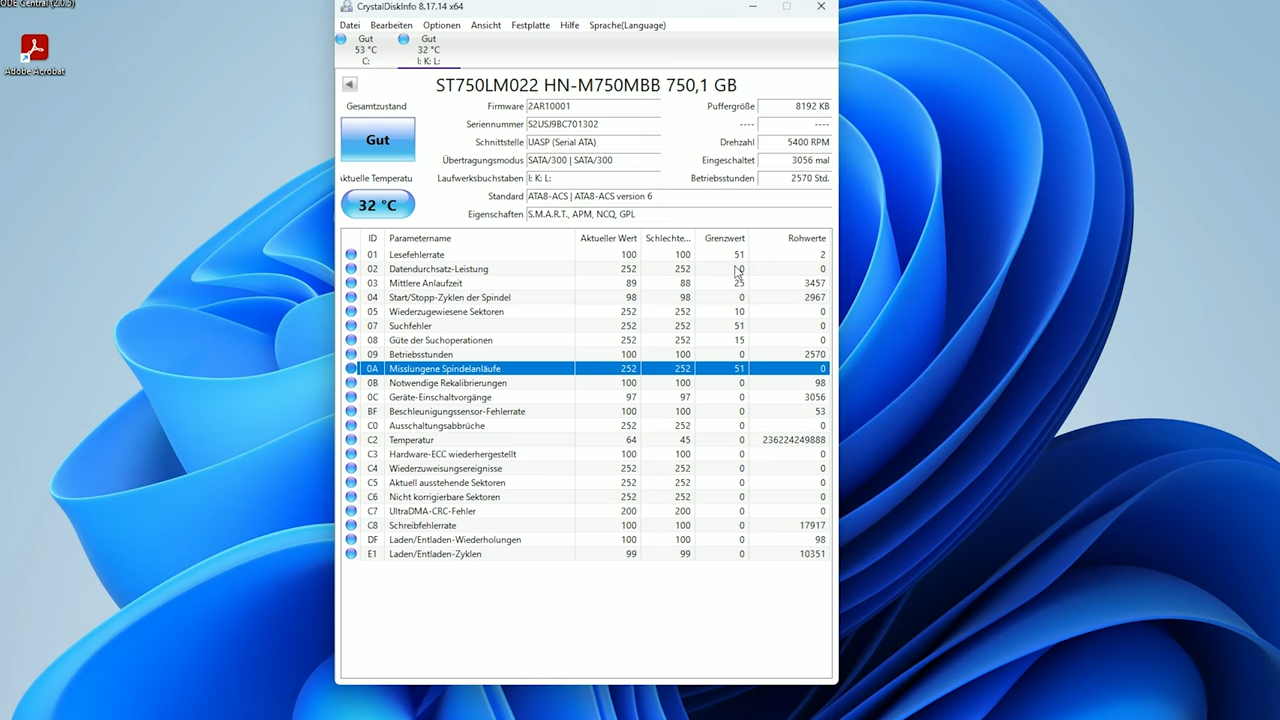 ODE Central (2.0.5)
Adobe Acrobat
CrystalDiskInfo 8.17.14 x64
Datei Bearbeiten Optionen Ansicht Festplatte Hilfe Sprache(Language)
Gut Gut
53 °C 32 °C
C: I: K: L:
ST750LM022 HN-M750MBB 750,1 GB
Gesamtzustand Firmware 2AR10001 Puffergröße 8192 KB
Gut Seriennummer S2USJ9BC701302 ---- ----
Schnittstelle UASP (Serial ATA) Drehzahl 5400 RPM
Übertragungsmodus SATA/300 | SATA/300 Eingeschaltet 3056 mal
ktuelle Temperatu Laufwerksbuchstaben I: K: L: Betriebsstunden 2570 Std.
32 °C Standard ATA8-ACS | ATA8-ACS version 6
Eigenschaften S.M.A.R.T., APM, NCQ, GPL
ID Parametername Aktueller Wert Schlechte... Grenzwert Rohwerte
01 Lesefehlerrate 100 100 51 2
02 Datendurchsatz-Leistung 252 252 0 0
03 Mittlere Anlaufzeit 89 88 25 3457
04 Start/Stopp-Zyklen der Spindel 98 98 0 2967
05 Wiederzugewiesene Sektoren 252 252 10 0
07 Suchfehler 252 252 51 0
08 Güte der Suchoperationen 252 252 15 0
09 Betriebsstunden 100 100 0 2570
0A Misslungene Spindelanläufe 252 252 51 0
0B Notwendige Rekalibrierungen 100 100 0 98
0C Geräte-Einschaltvorgänge 97 97 0 3056
BF Beschleunigungssensor-Fehlerrate 100 100 0 53
C0 Ausschaltungsabbrüche 252 252 0 0
C2 Temperatur 64 45 0 236224249888
C3 Hardware-ECC wiederhergestellt 100 100 0 0
C4 Wiederzuweisungsereignisse 252 252 0 0
C5 Aktuell ausstehende Sektoren 252 252 0 0
C6 Nicht korrigierbare Sektoren 252 252 0 0
C7 UltraDMA-CRC-Fehler 200 200 0 0
C8 Schreibfehlerrate 100 100 0 17917
DF Laden/Entladen-Wiederholungen 100 100 0 98
E1 Laden/Entladen-Zyklen 99 99 0 10351